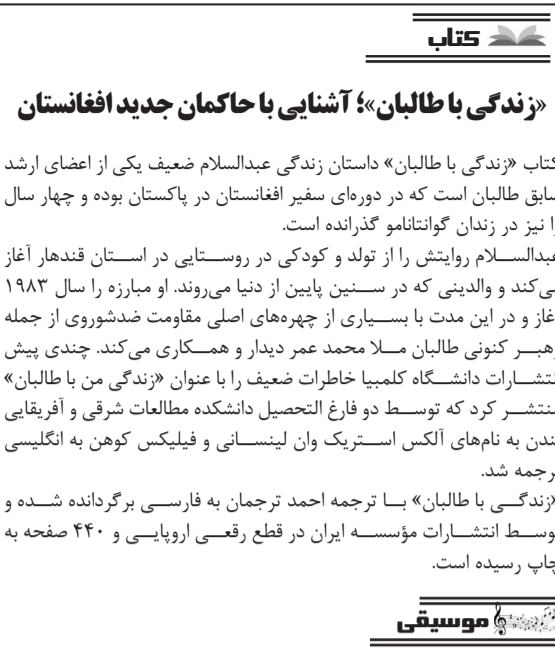 کتاب
«زندگی با طالبان»؛ آشنایی با حاکمان جدید افغانستان
کتاب «زندگی با طالبان» داستان زندگی عبدالسلام ضعیف یکی از اعضای ارشد
سابق طالبان است که در دوره‌ای سفیر افغانستان در پاکستان بوده و چهار سال
را نیز در زندان گوانتانامو گذرانده است.
عبدالسلام روایتش را از تولد و کودکی در روستایی در استان قندهار آغاز
می‌کند و والدینی که در سنین پایین از دنیا می‌روند. او مبارزه را سال ۱۹۸۳
آغاز و در این مدت با بسیاری از چهره‌های اصلی مقاومت ضدشوروی از جمله
رهبر کنونی طالبان ملا محمد عمر دیدار و همکاری می‌کند. چندی پیش
انتشارات دانشگاه کلمبیا خاطرات ضعیف را با عنوان «زندگی من با طالبان»
منتشر کرد که توسط دو فارغ التحصیل دانشکده مطالعات شرقی و آفریقایی
لندن به نام‌های آلکس استریک وان لینسانی و فیلیکس کوهن به انگلیسی
ترجمه شد.
«زندگی با طالبان» با ترجمه احمد ترجمان به فارسی برگردانده شده و
توسط انتشارات مؤسسه ایران در قطع رقعی اروپایی و ۴۴۰ صفحه به
چاپ رسیده است.
موسیقی